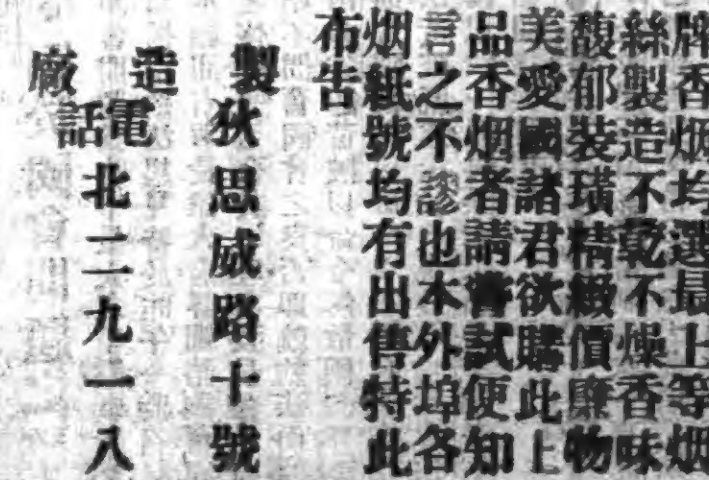 牌香烟均選最上等烟
絲製造不乾不燥香味
馥郁裝璜精緻價廉物
美愛國諸君欲購此上
品香烟者請嘗試便知
言之不謬也本外埠各
烟紙號均有出售特此
布告
製造廠
狄思威路十號
電話北二九一八